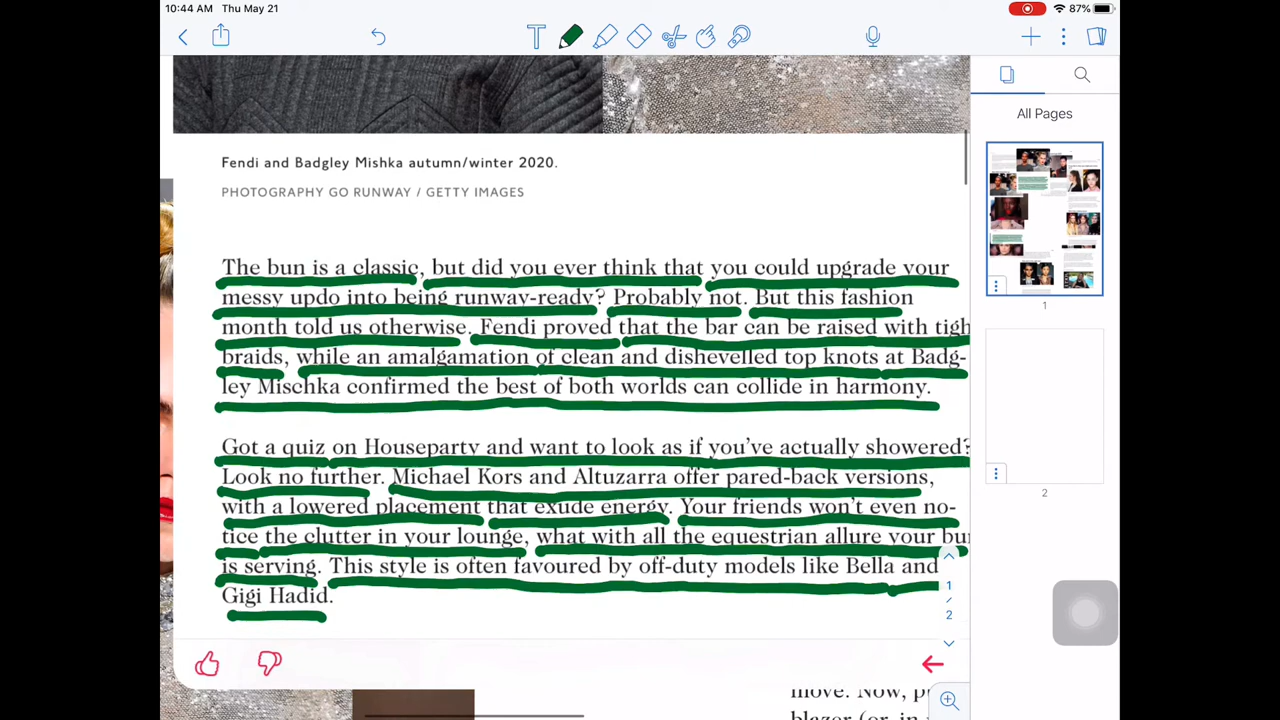 10:44 AM Thu May 21
87%
All Pages
Fendi and Badgley Mishka autumn/winter 2020.
PHOTOGRAPHY GO RUNWAY / GETTY IMAGES
The bun is a classic, but did you ever think that you could upgrade your
messy updo into being runway-ready? Probably not. But this fashion
month told us otherwise. Fendi proved that the bar can be raised with tigh
braids, while an amalgamation of clean and dishevelled top knots at Badg-
ley Mischka confirmed the best of both worlds can collide in harmony.
Got a quiz on Houseparty and want to look as if you've actually showered?
Look no further. Michael Kors and Altuzarra offer pared-back versions,
with a lowered placement that exude energy. Your friends won't even no-
tice the clutter in your lounge, what with all the equestrian allure your bun
is serving. This style is often favoured by off-duty models like Bella and
Gigi Hadid.
1
/
2
1
2
move. Now, p
blazer (or, in